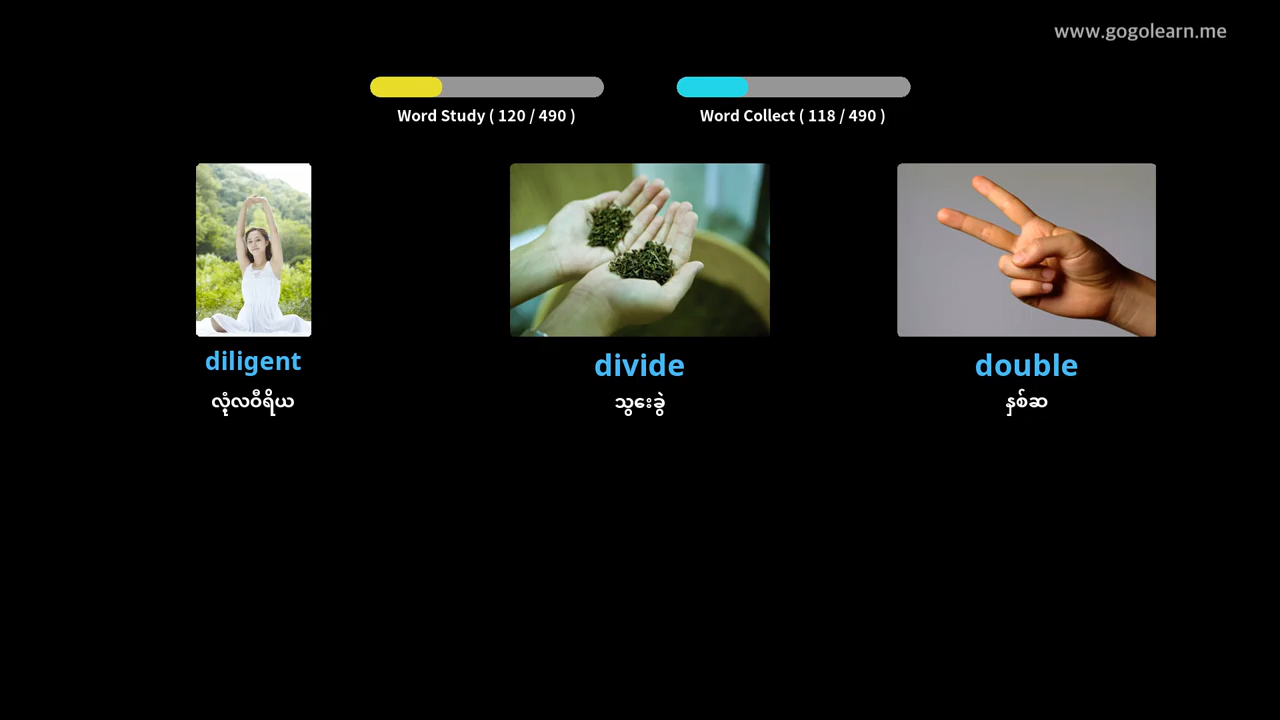 www.gogolearn.me
Word Study ( 120 / 490 )
Word Collect ( 118 / 490 )
diligent
လုံ့လဝီရိယ
divide
သွေးခွဲ
double
နှစ်ဆ